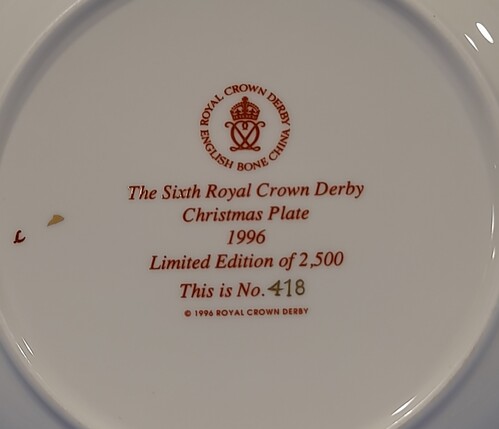 ROYAL CROWN DERBY
ENGLISH BONE CHINA
The Sixth Royal Crown Derby
Christmas Plate
1996
Limited Edition of 2,500
This is No. 418
© 1996 ROYAL CROWN DERBY